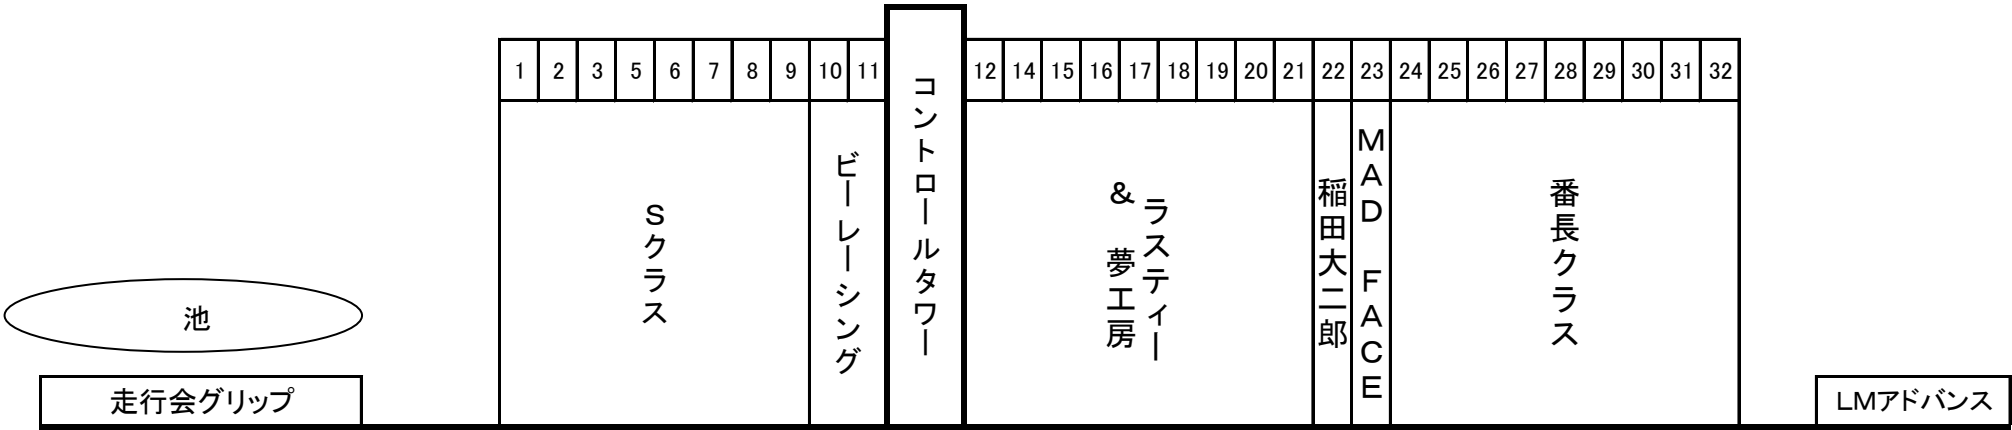 1 2 3 5 6 7 8 9 10 11
12 14 15 16 17 18 19 20 21 22 23 24 25 26 27 28 29 30 31 32
Sクラス
ビーレーシング
コントロールタワー
ラスティー
& 夢工房
稲田大二郎
MAD FACE
番長クラス
池
走行会グリップ
LMアドバンス